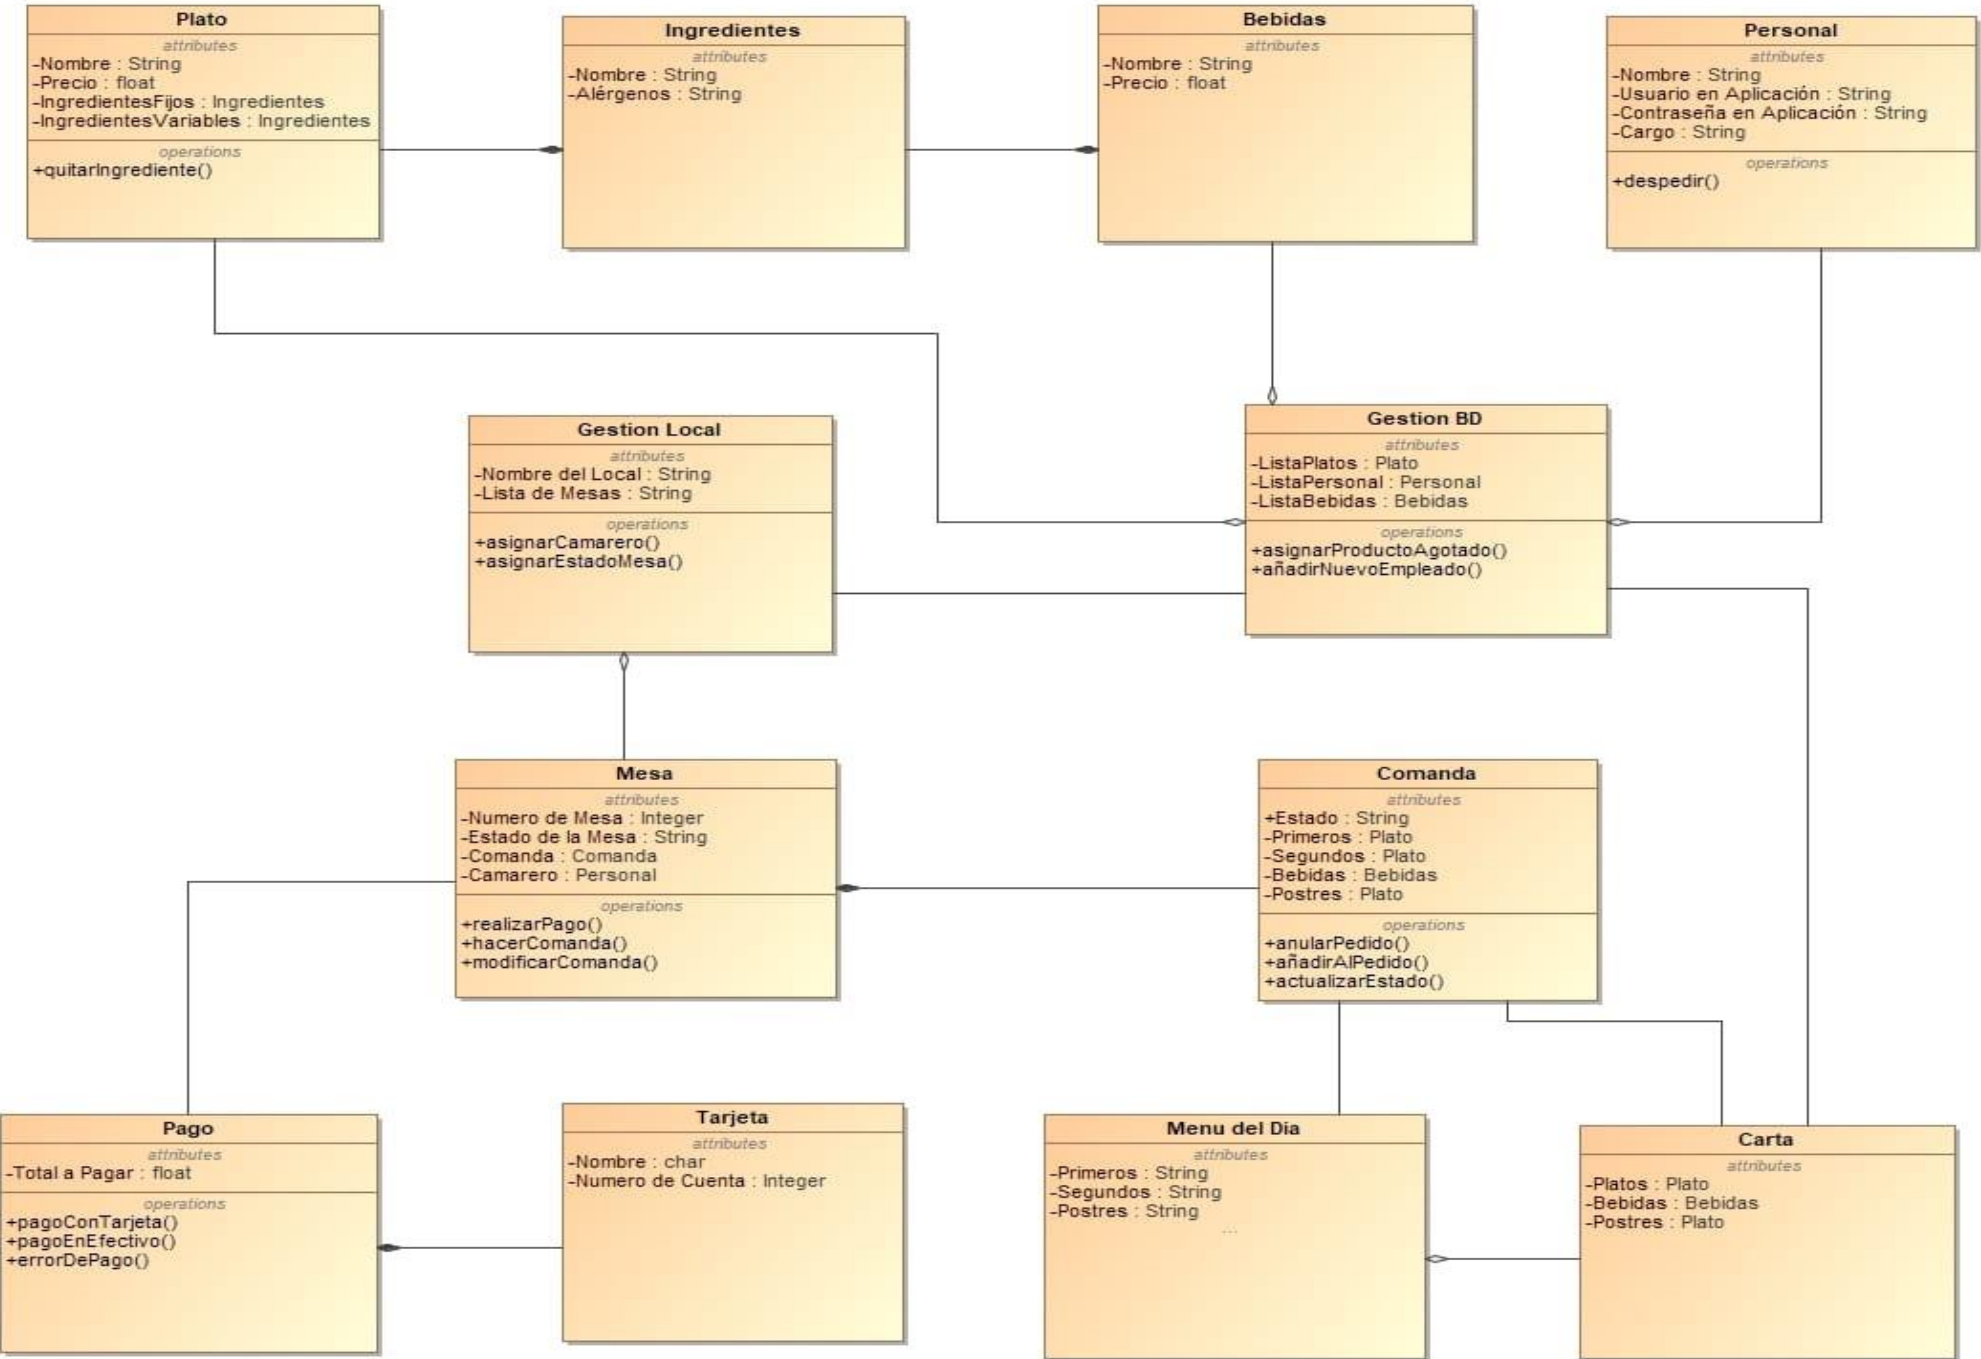 Plato
attributes
-Nombre : String
-Precio : float
-IngredientesFijos : Ingredientes
-IngredientesVariables : Ingredientes
operations
+quitarIngrediente()
Ingredientes
attributes
-Nombre : String
-Alérgenos : String
Bebidas
attributes
-Nombre : String
-Precio : float
Personal
attributes
-Nombre : String
-Usuario en Aplicación : String
-Contraseña en Aplicación : String
-Cargo : String
operations
+despedir()
Gestion Local
attributes
-Nombre del Local : String
-Lista de Mesas : String
operations
+asignarCamarero()
+asignarEstadoMesa()
Gestion BD
attributes
-ListaPlatos : Plato
-ListaPersonal : Personal
-ListaBebidas : Bebidas
operations
+asignarProductoAgotado()
+añadirNuevoEmpleado()
Mesa
attributes
-Numero de Mesa : Integer
-Estado de la Mesa : String
-Comanda : Comanda
-Camarero : Personal
operations
+realizarPago()
+hacerComanda()
+modificarComanda()
Comanda
attributes
+Estado : String
-Primeros : Plato
-Segundos : Plato
-Bebidas : Bebidas
-Postres : Plato
operations
+anularPedido()
+añadirAlPedido()
+actualizarEstado()
Pago
attributes
-Total a Pagar : float
operations
+pagoConTarjeta()
+pagoEnEfectivo()
+errorDePago()
Tarjeta
attributes
-Nombre : char
-Numero de Cuenta : Integer
Menu del Dia
attributes
-Primeros : String
-Segundos : String
-Postres : String
...
Carta
attributes
-Platos : Plato
-Bebidas : Bebidas
-Postres : Plato